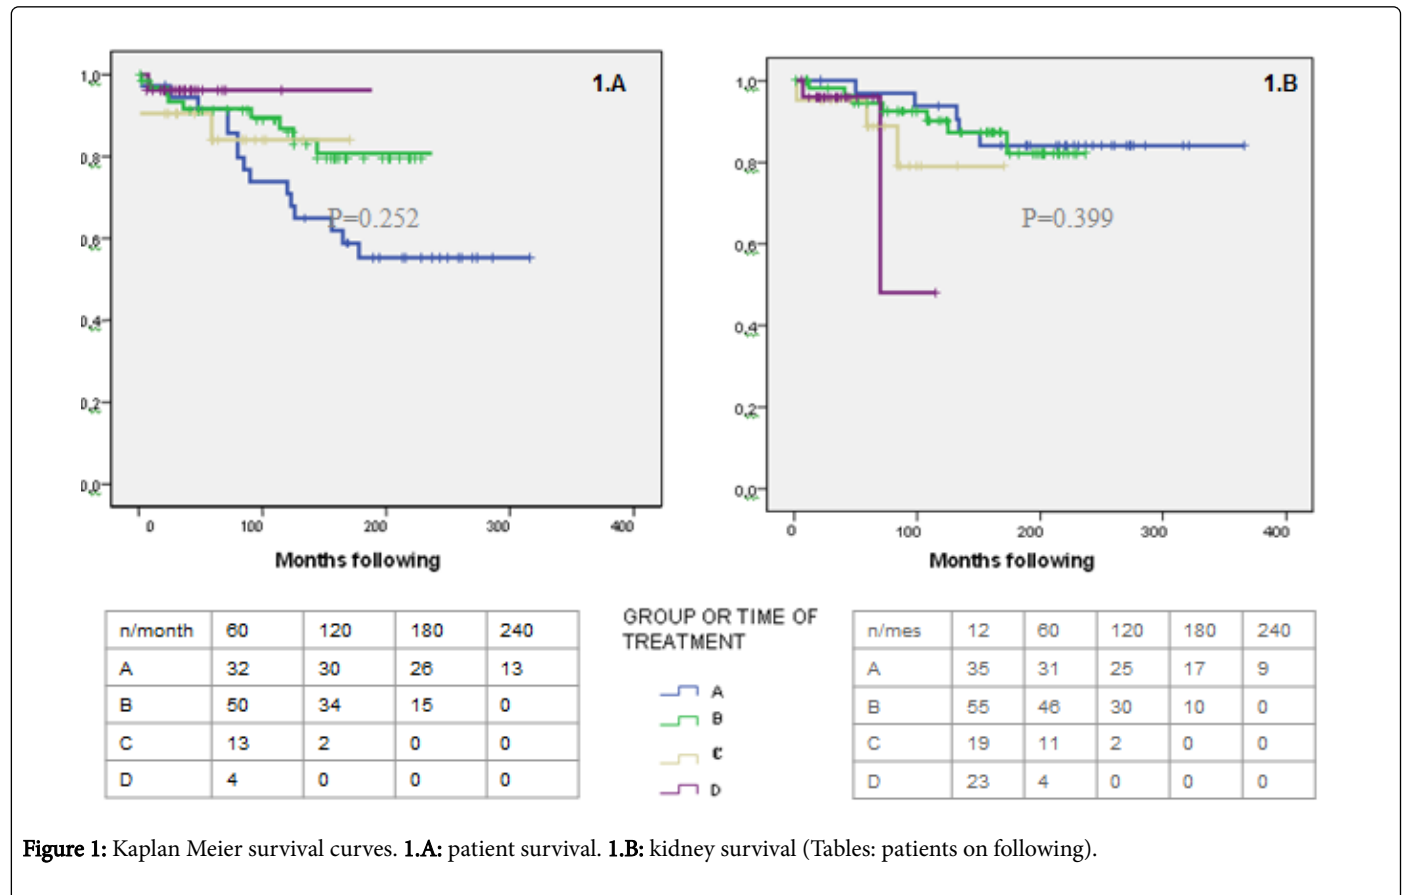 1.A
1,0
0,8
0,6
0,4
0,2
0,0
P=0.252
0 100 200 300 400
Months following
1.B
1,0
0,8
0,6
0,4
0,2
0,0
P=0.399
0 100 200 300 400
Months following
n/month 60 120 180 240
A 32 30 26 13
B 50 34 15 0
C 13 2 0 0
D 4 0 0 0
GROUP OR TIME OF
TREATMENT
A
B
C
D
n/mes 12 60 120 180 240
A 35 31 25 17 9
B 55 46 30 10 0
C 19 11 2 0 0
D 23 4 0 0 0
Figure 1: Kaplan Meier survival curves. 1.A: patient survival. 1.B: kidney survival (Tables: patients on following).